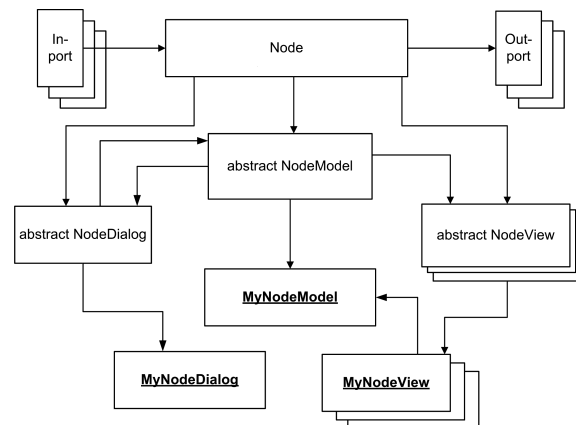 In-
port
Node
Out-
port
abstract NodeModel
abstract NodeDialog
abstract NodeView
MyNodeModel
MyNodeDialog
MyNodeView